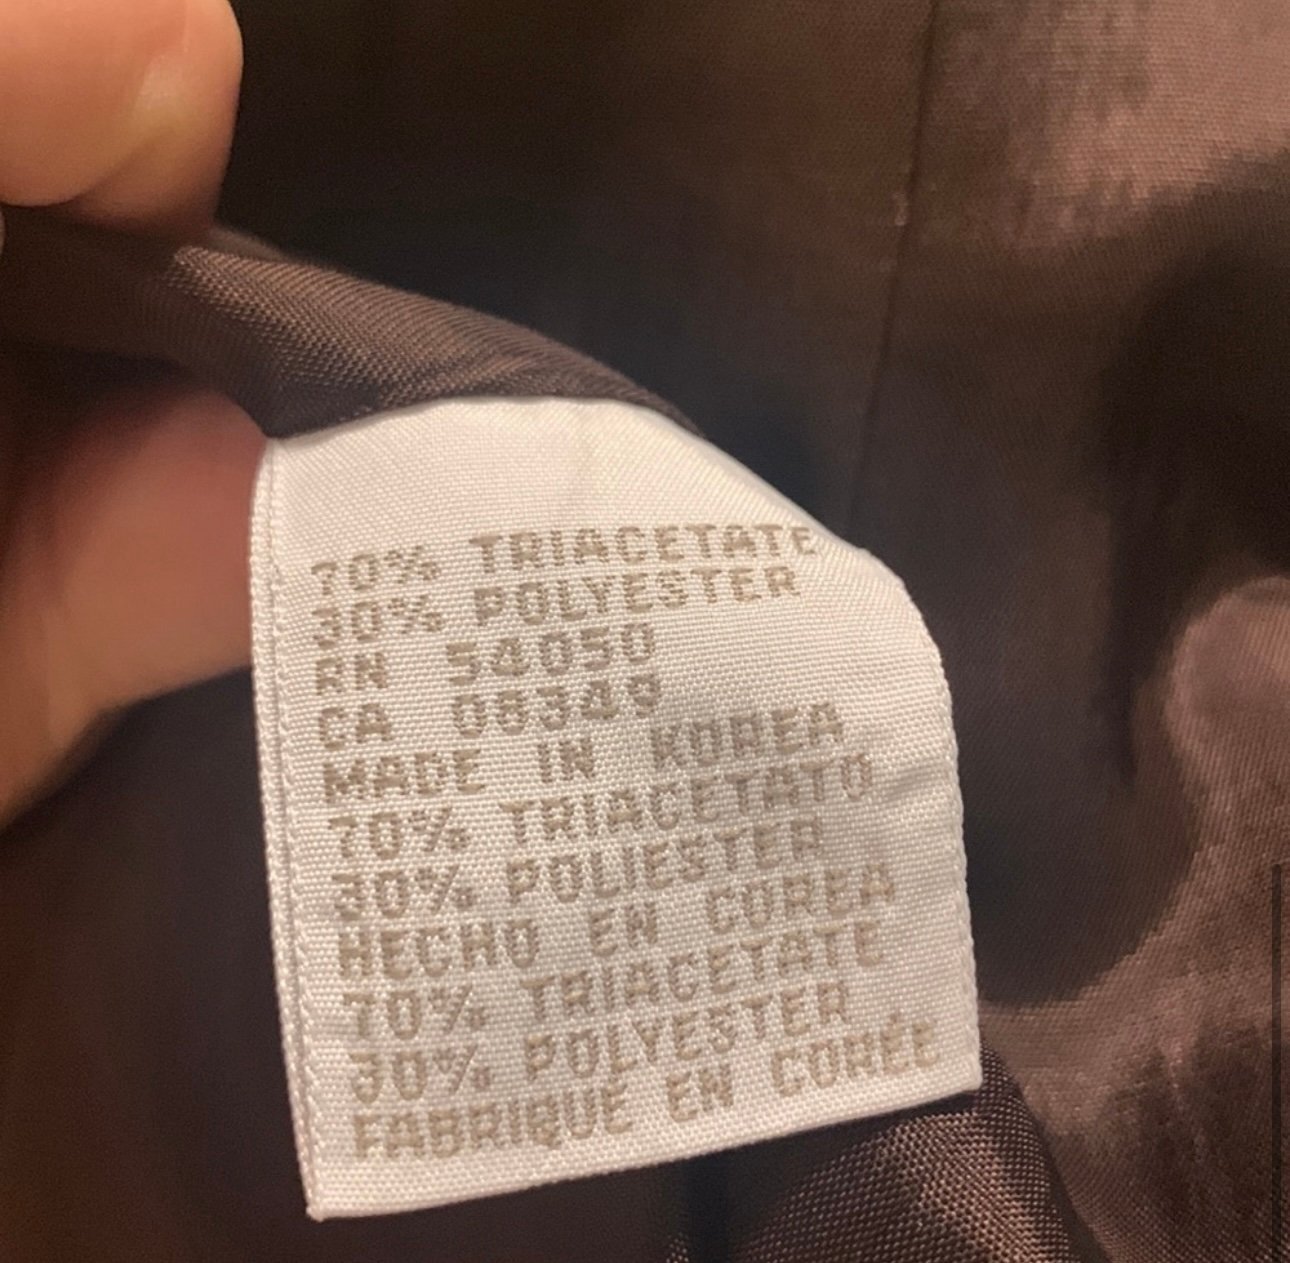 70% TRIACETATE
30% POLYESTER
RN 54050
CA 08349
MADE IN KOREA
70% TRIACETATO
30% POLIESTER
HECHO EN COREA
70% TRIACETATE
30% POLYESTER
FABRIQUÉ EN CORÉE